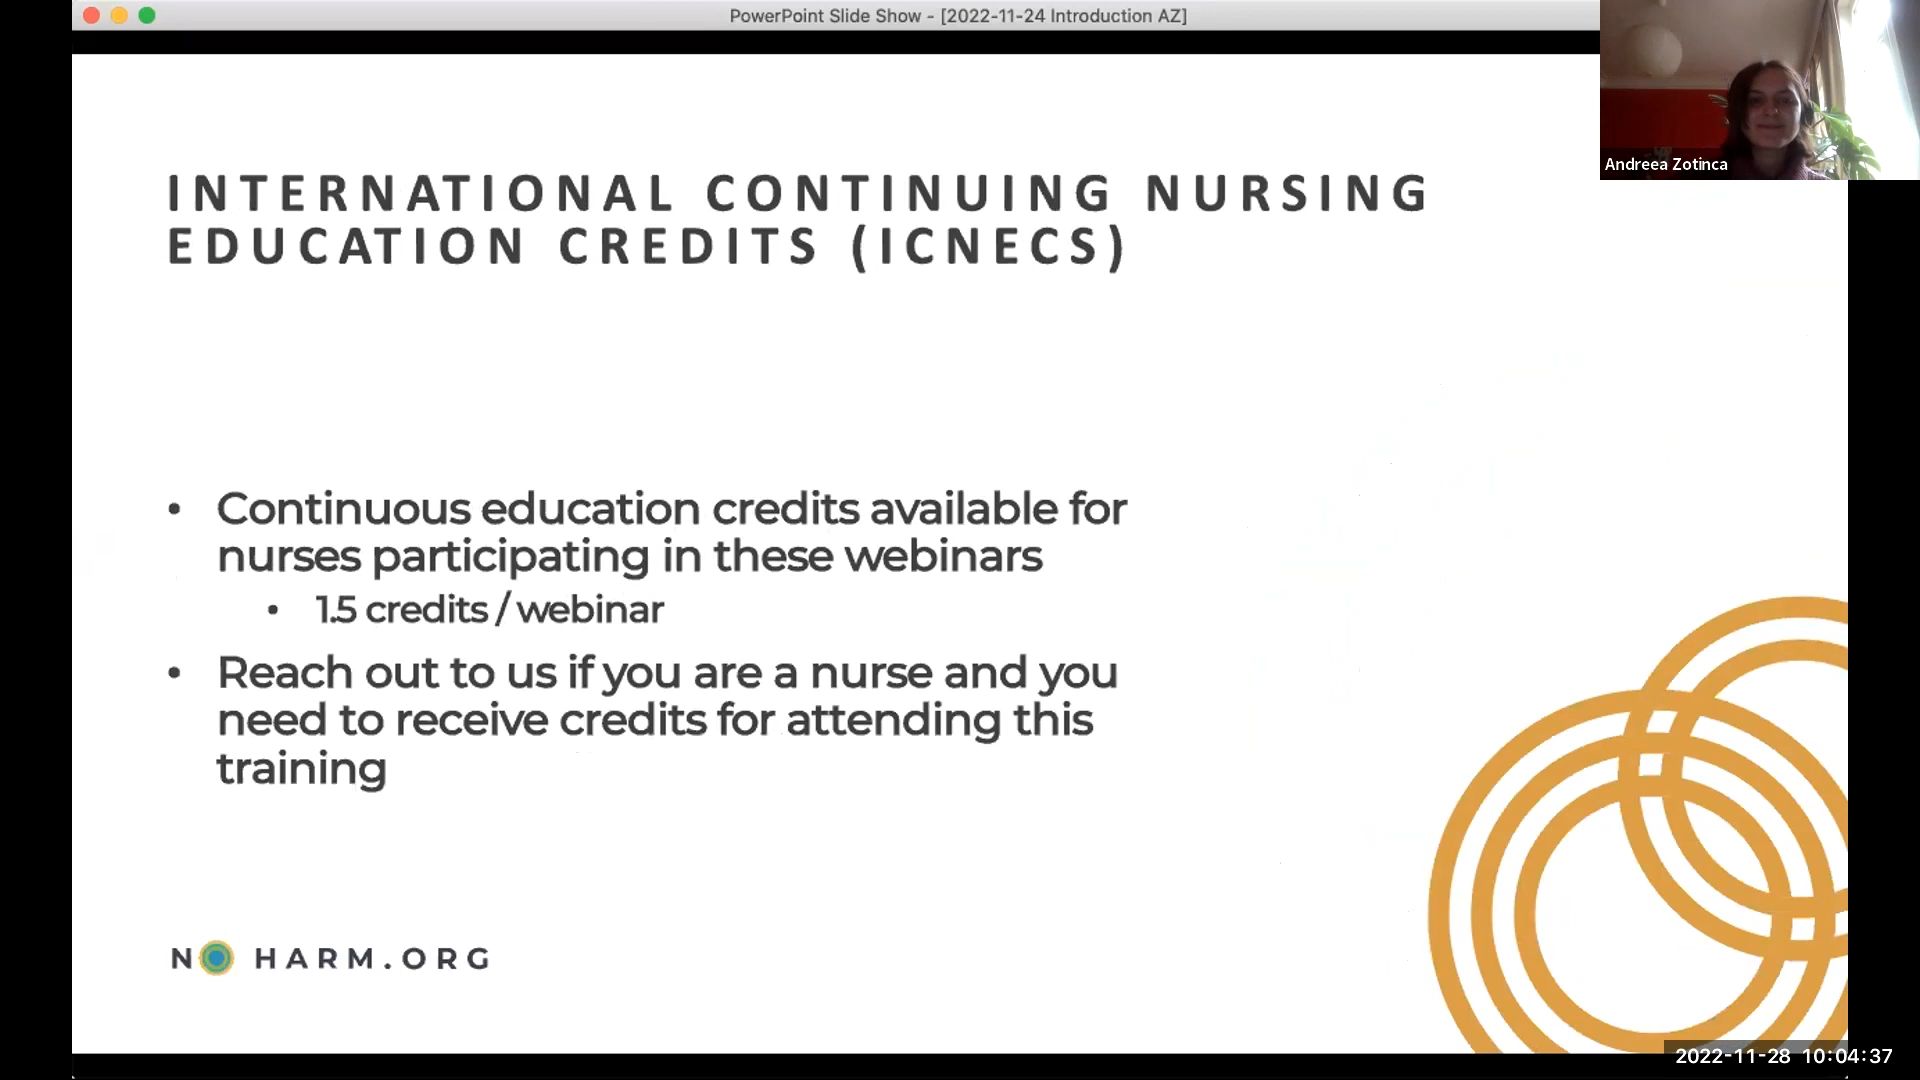 PowerPoint Slide Show - [2022-11-24 Introduction AZ]
Andreea Zotinca
INTERNATIONAL CONTINUING NURSING
EDUCATION CREDITS (ICNECS)
• Continuous education credits available for
nurses participating in these webinars
• 1.5 credits / webinar
• Reach out to us if you are a nurse and you
need to receive credits for attending this
training
NO HARM.ORG
2022-11-28 10:04:37